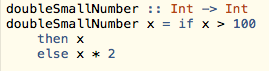 doubleSmallNumber :: Int -> Int
doubleSmallNumber x = if x > 100
    then x
    else x * 2